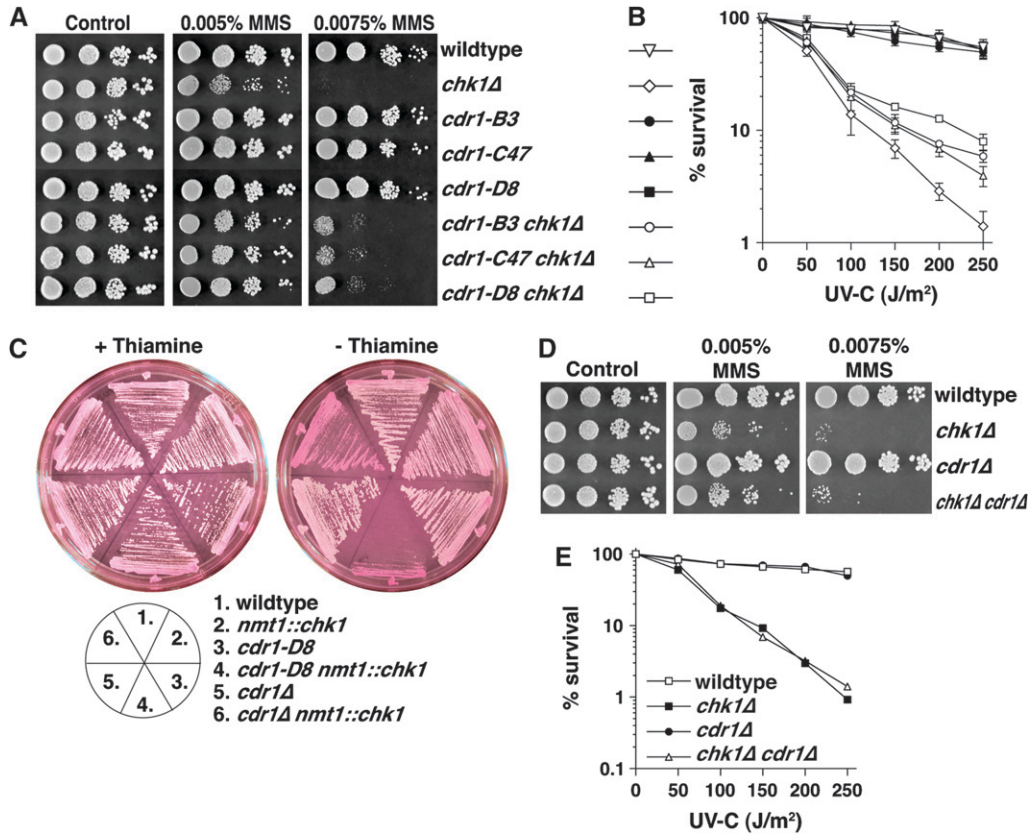 A
Control
0.005% MMS
0.0075% MMS
wildtype
chk1Δ
cdr1-B3
cdr1-C47
cdr1-D8
cdr1-B3 chk1Δ
cdr1-C47 chk1Δ
cdr1-D8 chk1Δ
B
% survival
100
10
1
0 50 100 150 200 250
UV-C (J/m²)
C
+ Thiamine
- Thiamine
1.
2.
3.
4.
5.
6.
1. wildtype
2. nmt1::chk1
3. cdr1-D8
4. cdr1-D8 nmt1::chk1
5. cdr1Δ
6. cdr1Δ nmt1::chk1
D
Control
0.005% MMS
0.0075% MMS
wildtype
chk1Δ
cdr1Δ
chk1Δ cdr1Δ
E
% survival
100
10
1
0.1
wildtype
chk1Δ
cdr1Δ
chk1Δ cdr1Δ
0 50 100 150 200 250
UV-C (J/m²)